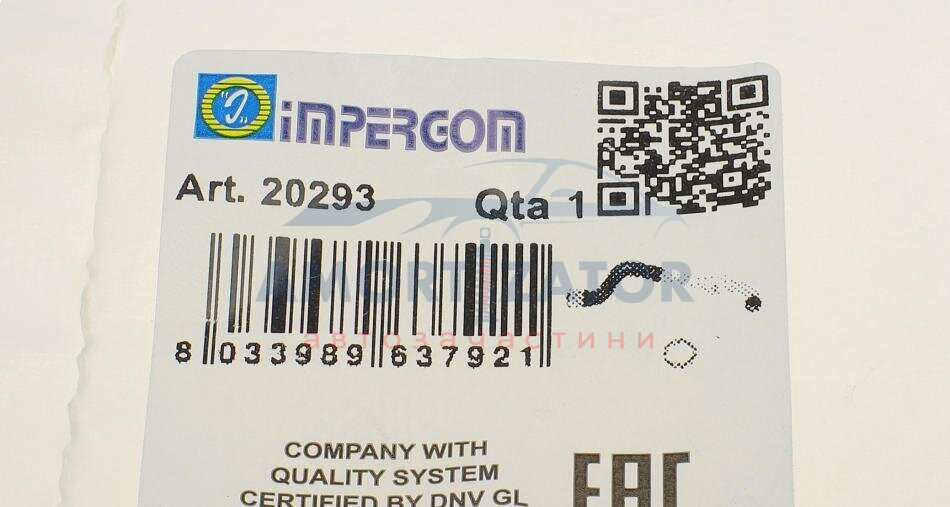 IMPERGOM
Art. 20293 Qta 1
AMORTIZATOR
автозапчастини
8 033989 637921
COMPANY WITH
QUALITY SYSTEM
CERTIFIED BY DNV GL
EAC